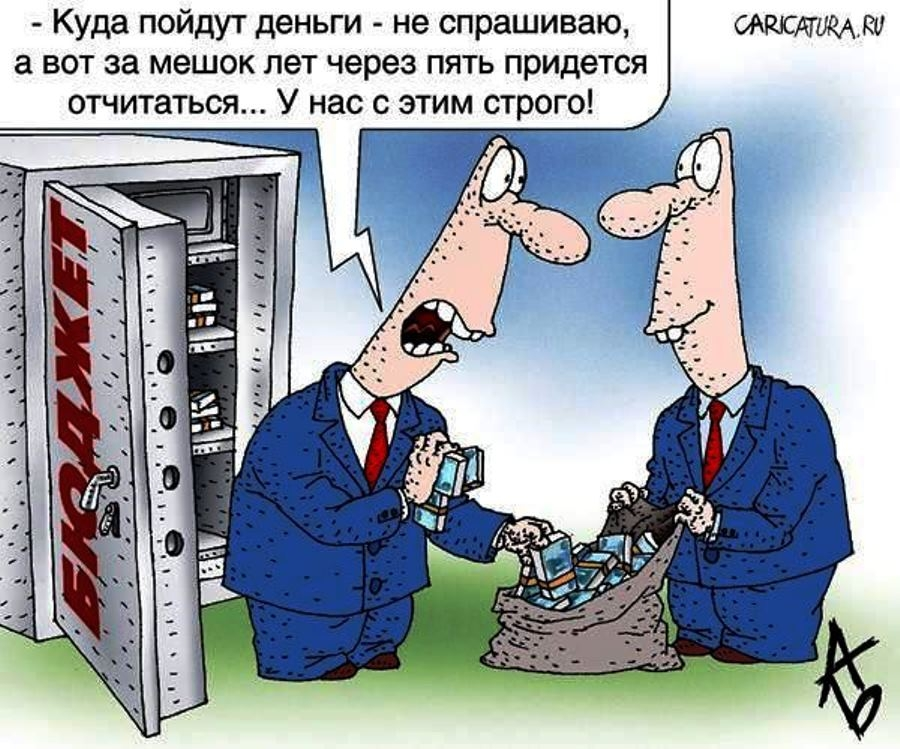 - Куда пойдут деньги - не спрашиваю,
а вот за мешок лет через пять придется
отчитаться... У нас с этим строго!
CARICATURA.RU
БЮДЖЕТ